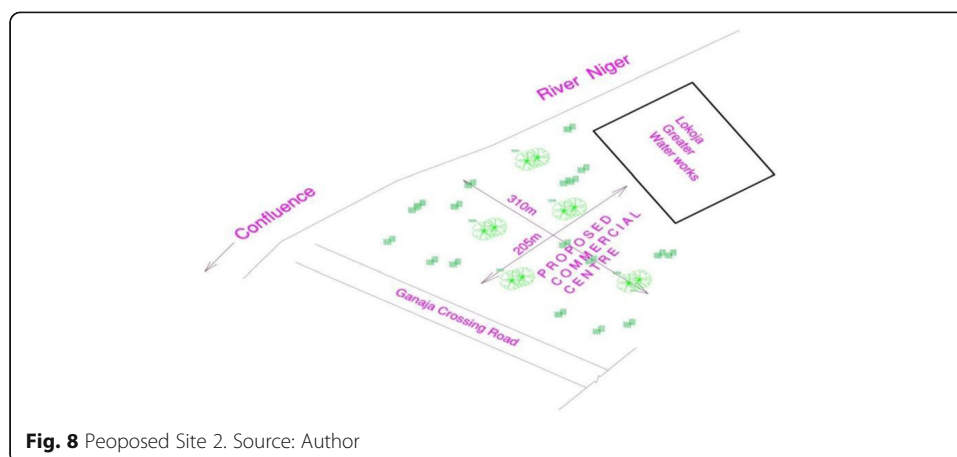 River Niger
Lokoja
Greater
Water works
Confluence
310m
205m
PROPOSED
COMMERCIAL
CENTRE
Ganaja Crossing Road
Fig. 8 Peoposed Site 2. Source: Author